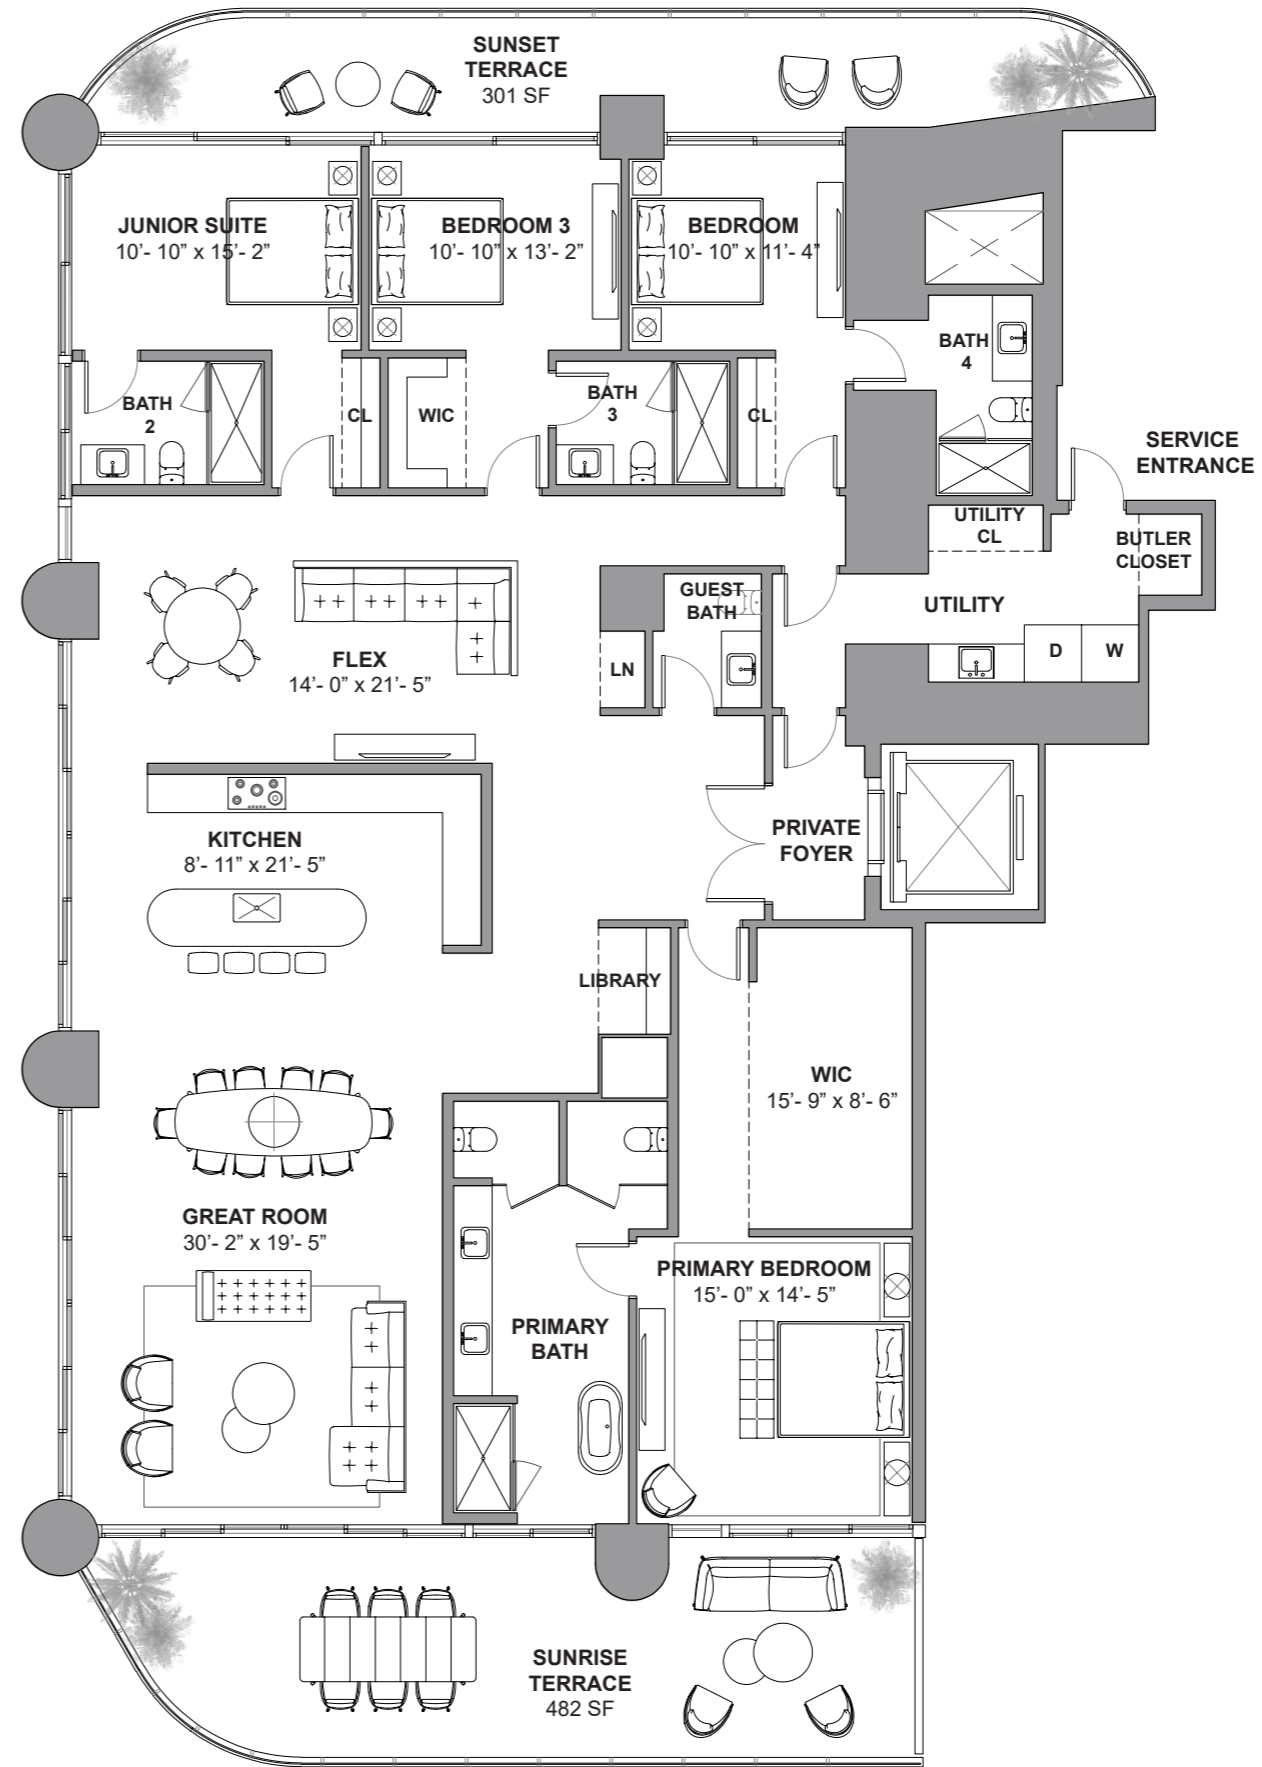 SUNSET
TERRACE
301 SF
JUNIOR SUITE
10’- 10” x 15’- 2”
BEDROOM 3
10’- 10” x 13’- 2”
BEDROOM
10’- 10” x 11’- 4”
BATH
4
BATH
2
CL
WIC
BATH
3
CL
SERVICE
ENTRANCE
UTILITY
CL
BUTLER
CLOSET
GUEST
BATH
UTILITY
LN
D
W
FLEX
14’- 0” x 21’- 5”
KITCHEN
8’- 11” x 21’- 5”
PRIVATE
FOYER
LIBRARY
WIC
15’- 9” x 8’- 6”
GREAT ROOM
30’- 2” x 19’- 5”
PRIMARY BEDROOM
15’- 0” x 14’- 5”
PRIMARY
BATH
SUNRISE
TERRACE
482 SF